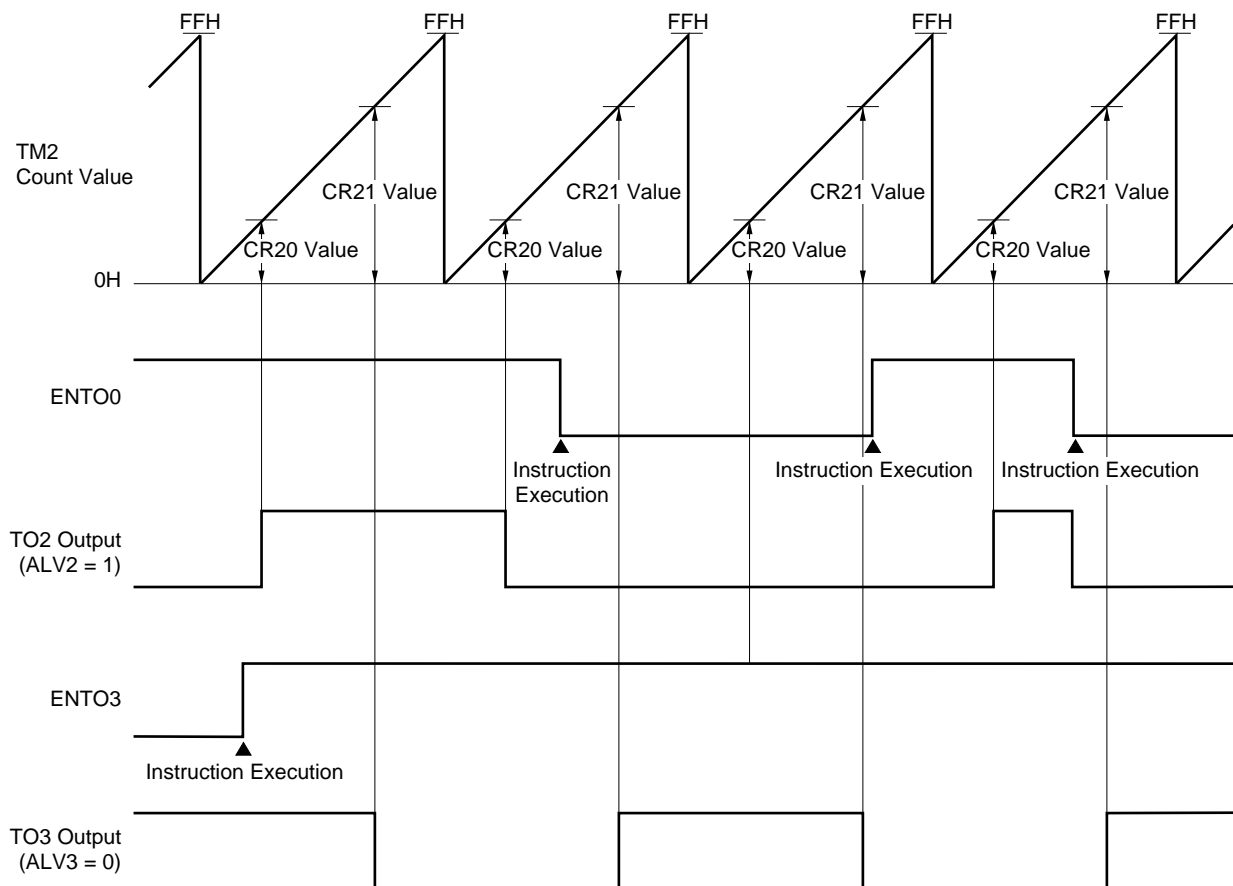 FFH FFH FFH FFH FFH
TM2
Count Value
CR21 Value CR21 Value CR21 Value CR21 Value
CR20 Value CR20 Value CR20 Value CR20 Value
0H
ENTO0
Instruction
Execution
Instruction Execution
Instruction Execution
TO2 Output
(ALV2 = 1)
ENTO3
Instruction Execution
TO3 Output
(ALV3 = 0)